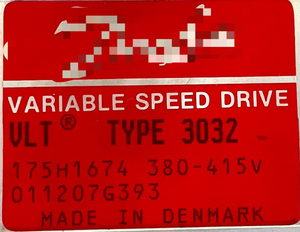 VARIABLE SPEED DRIVE
VLT® TYPE 3032
175H1674 380-415V
011207G393
MADE IN DENMARK